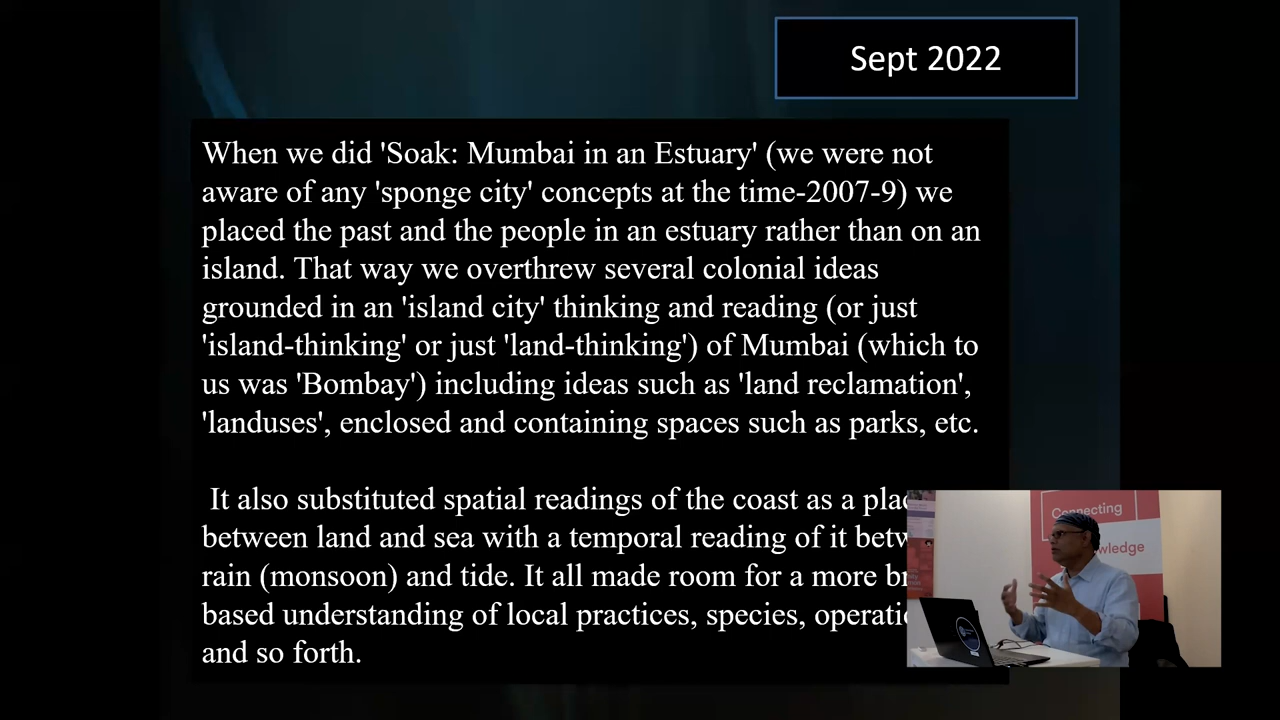 Sept 2022
When we did 'Soak: Mumbai in an Estuary' (we were not
aware of any 'sponge city' concepts at the time-2007-9) we
placed the past and the people in an estuary rather than on an
island. That way we overthrew several colonial ideas
grounded in an 'island city' thinking and reading (or just
'island-thinking' or just 'land-thinking') of Mumbai (which to
us was 'Bombay') including ideas such as 'land reclamation',
'landuses', enclosed and containing spaces such as parks, etc.
It also substituted spatial readings of the coast as a
between land and sea with a temporal reading of it
rain (monsoon) and tide. It all made room for a more
based understanding of local practices, species,
and so forth.
Connecting